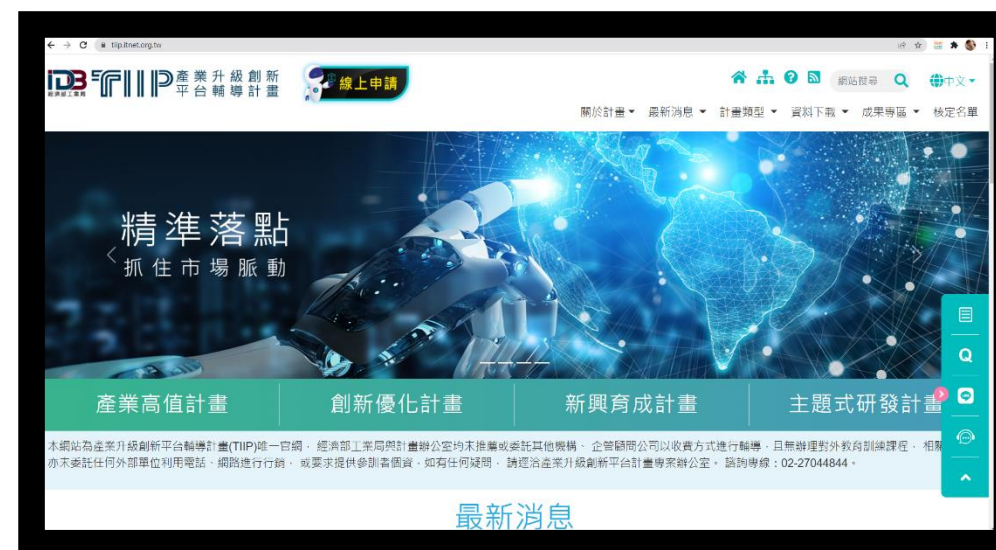 tiip.itnet.org.tw
iDB 經濟部工業局 TIIP 產業升級創新平台輔導計畫
線上申請
網站搜尋
中文
關於計畫 最新消息 計畫類型 資料下載 成果專區 核定名單
精準落點
抓住市場脈動
產業高值計畫 創新優化計畫 新興育成計畫 主題式研發計畫
本網站為產業升級創新平台輔導計畫(TIIP)唯一官網, 經濟部工業局與計畫辦公室均未推薦或委託其他機構、 企管顧問公司以收費方式進行輔導,且無辦理對外教育訓練課程, 相關
亦未委託任何外部單位利用電話、網路進行行銷, 或要求提供參訓者個資,如有任何疑問, 請逕洽產業升級創新平台計畫專案辦公室。 諮詢專線:02-27044844。
最新消息